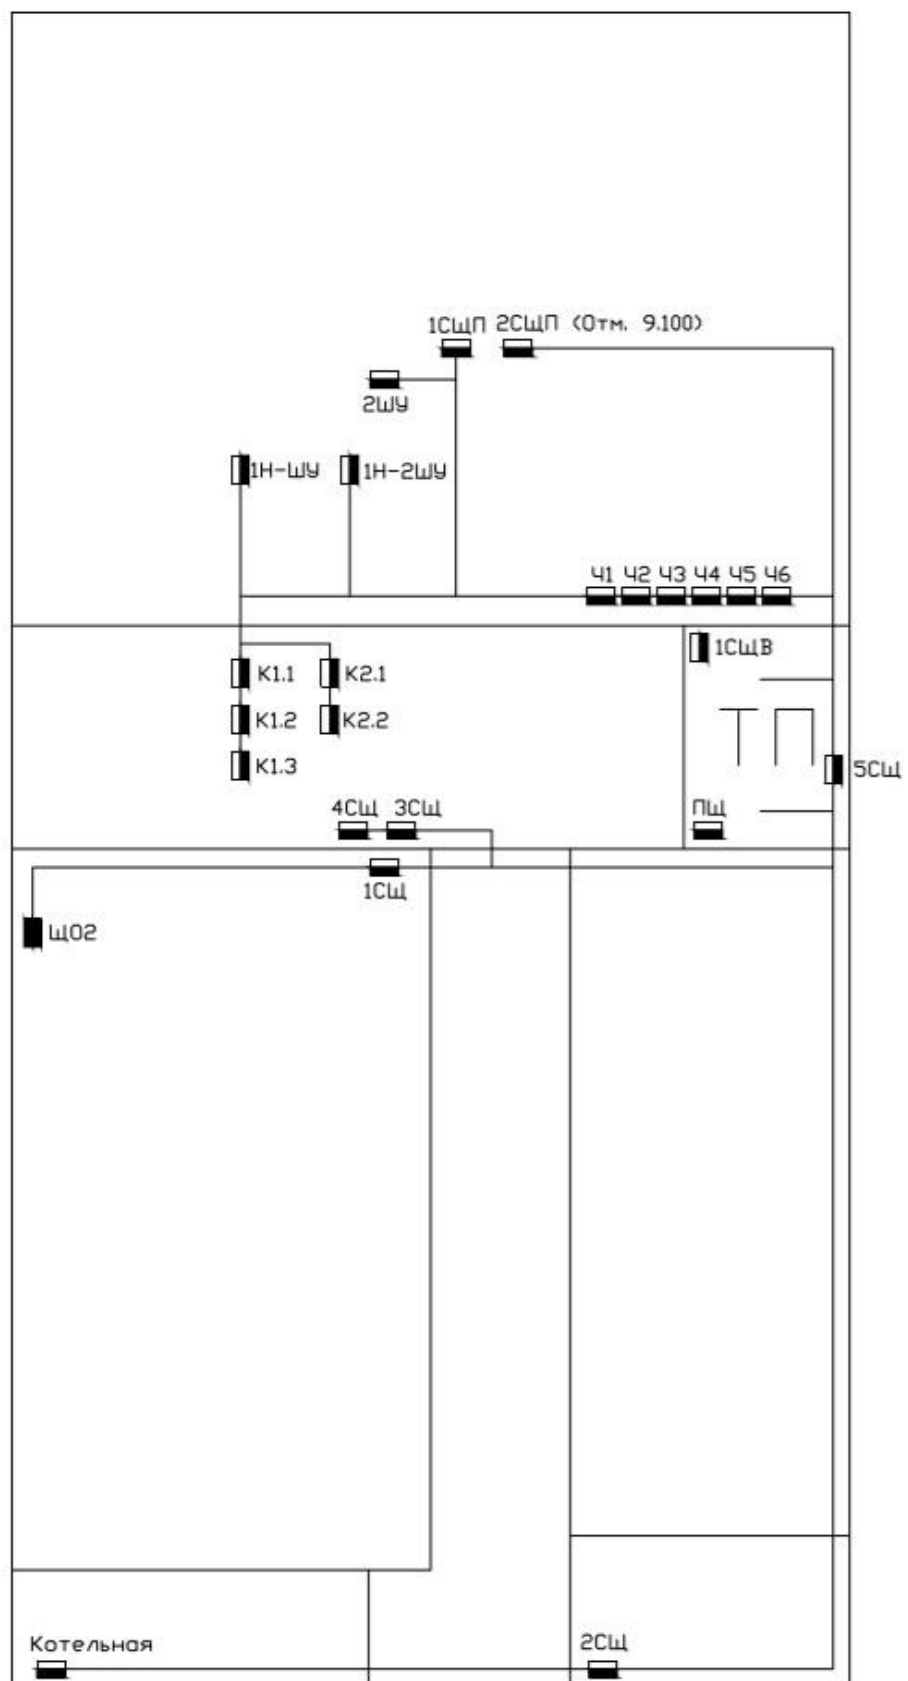 1СЩП 2СЩП (Отм. 9.100)
2ШУ
1Н-ШУ 1Н-2ШУ
Ч1 Ч2 Ч3 Ч4 Ч5 Ч6
1СЩВ
К1.1 К2.1
К1.2 К2.2
ТП
К1.3
5СЩ
4СЩ 3СЩ ПЩ
1СЩ
ЩО2
Котельная 2СЩ